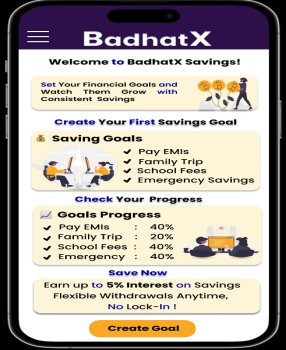 BadhatX
Welcome to BadhatX Savings!
Set Your Financial Goals and
Watch Them Grow with
Consistent Savings
Create Your First Savings Goal
Saving Goals
Pay EMIs
Family Trip
School Fees
Emergency Savings
Check Your Progress
Goals Progress
Pay EMIs : 40%
Family Trip : 20%
School Fees : 40%
Emergency : 40%
Save Now
Earn up to 5% Interest on Savings
Flexible Withdrawals Anytime,
No Lock-In !
Create Goal